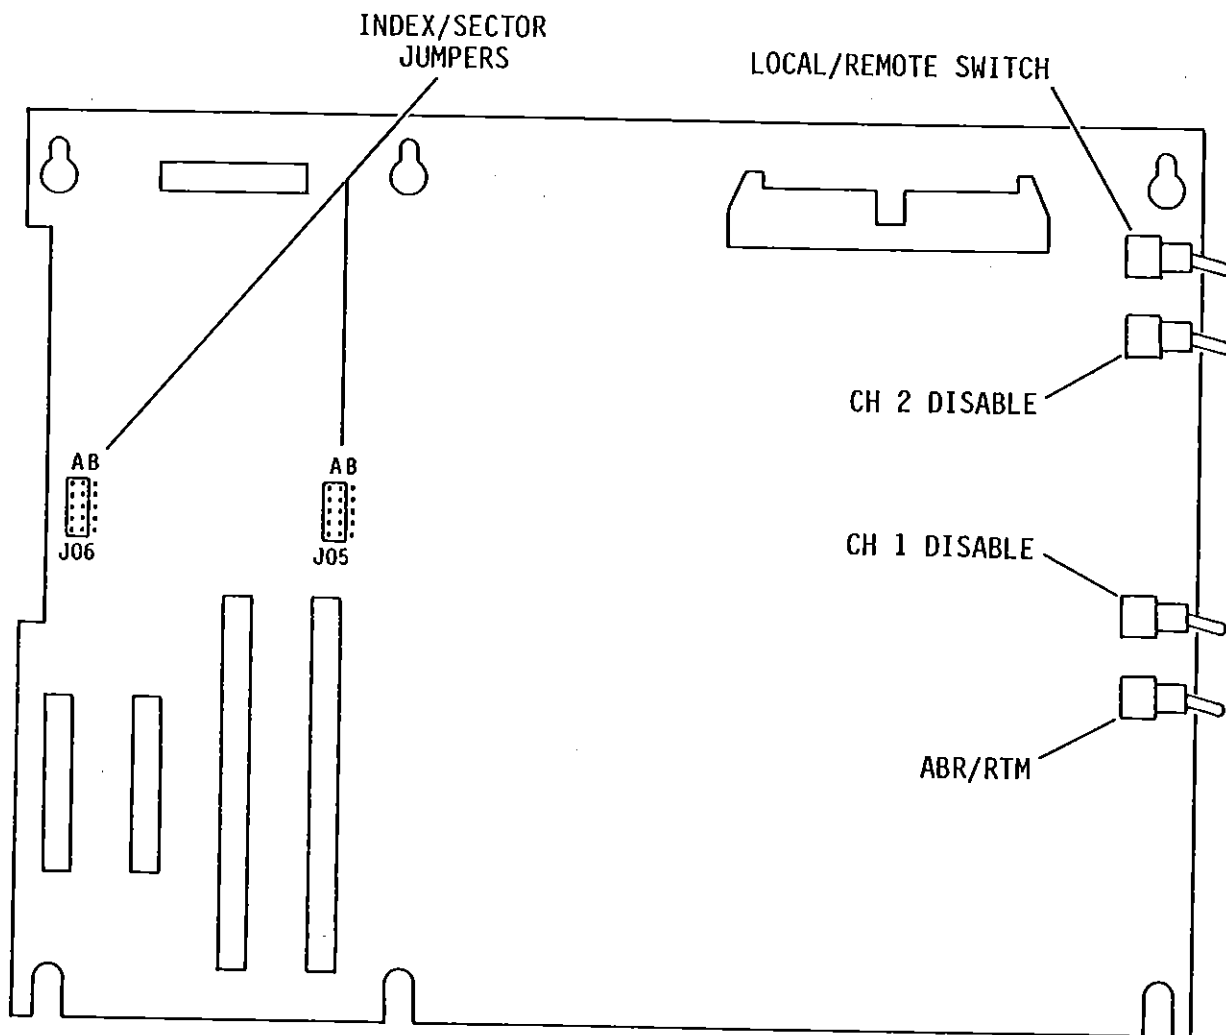 INDEX/SECTOR
JUMPERS
LOCAL/REMOTE SWITCH
CH 2 DISABLE
AB
J06
AB
J05
CH 1 DISABLE
ABR/RTM